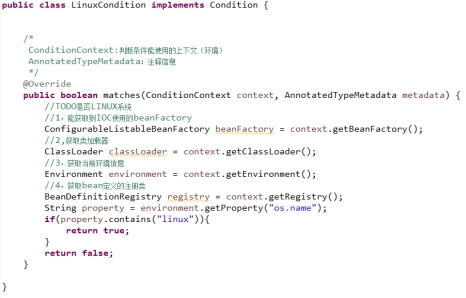 public class LinuxCondition implements Condition {
/*
ConditionContext:判断条件能使用的上下文（环境）
AnnotatedTypeMetadata：注释信息
*/
@Override
public boolean matches(ConditionContext context, AnnotatedTypeMetadata metadata) {
//TODO是否LINUX系统
//1，能获取到IOC使用的beanFactory
ConfigurableListableBeanFactory beanFactory = context.getBeanFactory();
//2,获取类加载器
ClassLoader classLoader = context.getClassLoader();
//3，获取当前环境信息
Environment environment = context.getEnvironment();
//4，获取bean定义的注册类
BeanDefinitionRegistry registry = context.getRegistry();
String property = environment.getProperty("os.name");
if(property.contains("linux")){
return true;
}
return false;
}
}